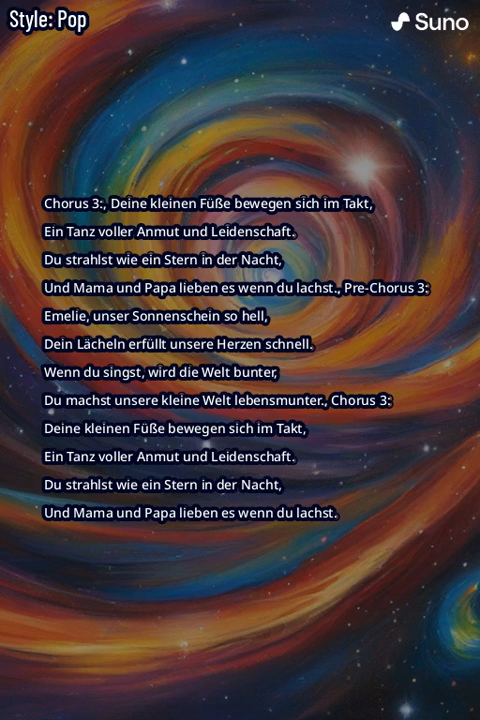 Style: Pop
Suno
Chorus 3:, Deine kleinen Füße bewegen sich im Takt,
Ein Tanz voller Anmut und Leidenschaft.
Du strahlst wie ein Stern in der Nacht,
Und Mama und Papa lieben es wenn du lachst., Pre-Chorus 3:
Emelie, unser Sonnenschein so hell,
Dein Lächeln erfüllt unsere Herzen schnell.
Wenn du singst, wird die Welt bunter,
Du machst unsere kleine Welt lebensmunter., Chorus 3:
Deine kleinen Füße bewegen sich im Takt,
Ein Tanz voller Anmut und Leidenschaft.
Du strahlst wie ein Stern in der Nacht,
Und Mama und Papa lieben es wenn du lachst.